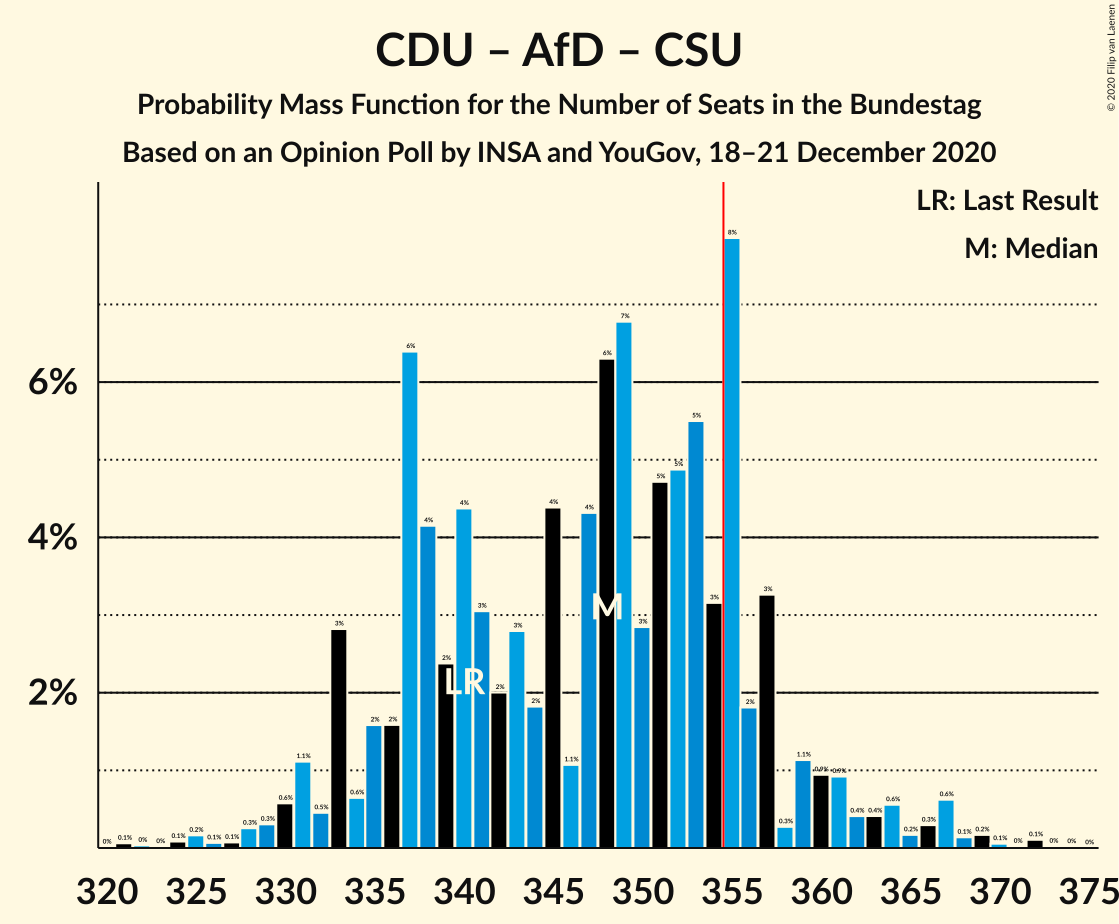 CDU – AfD – CSU
Probability Mass Function for the Number of Seats in the Bundestag
Based on an Opinion Poll by INSA and YouGov, 18–21 December 2020
© 2020 Filip van Laenen
LR: Last Result
M: Median
6%
4%
2%
0% 0.1% 0% 0% 0.1% 0.2% 0.1% 0.1% 0.3% 0.3% 0.6% 1.1% 0.5% 3% 0.6% 2% 2% 6% 4% 2% 4% 3% 2% 3% 2% 4% 1.1% 4% 6% 7% 3% 5% 5% 5% 3% 8% 2% 3% 0.3% 1.1% 0.9% 0.9% 0.4% 0.4% 0.6% 0.2% 0.3% 0.6% 0.1% 0.2% 0.1% 0% 0.1% 0% 0% 0%
M
LR
320 325 330 335 340 345 350 355 360 365 370 375